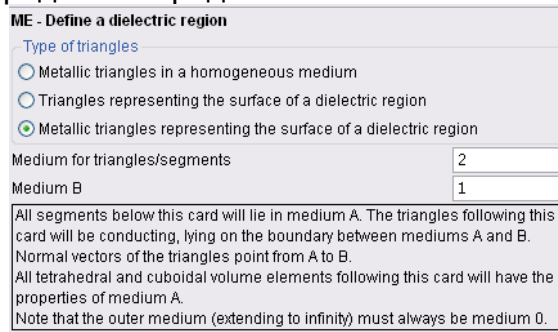 ME - Define a dielectric region
Type of triangles
Metallic triangles in a homogeneous medium
Triangles representing the surface of a dielectric region
Metallic triangles representing the surface of a dielectric region
Medium for triangles/segments 2
Medium B 1
All segments below this card will lie in medium A. The triangles following this
card will be conducting, lying on the boundary between mediums A and B.
Normal vectors of the triangles point from A to B.
All tetrahedral and cuboidal volume elements following this card will have the
properties of medium A.
Note that the outer medium (extending to infinity) must always be medium 0.